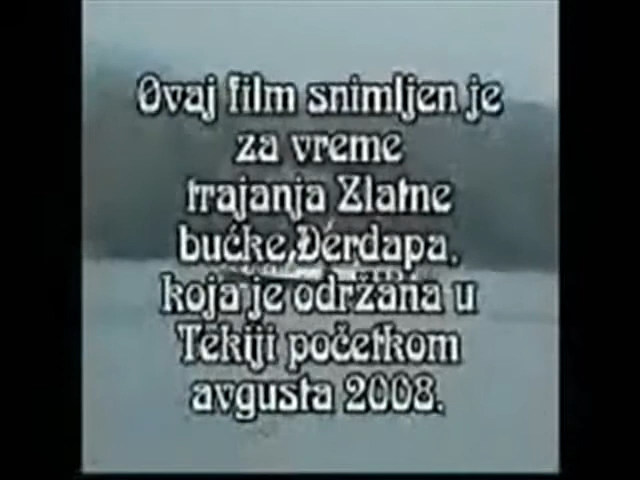 Ovaj film snimljen je
za vreme
trajanja Zlatne
bućke Đerdapa,
koja je održana u
Tekiji početkom
avgusta 2008.